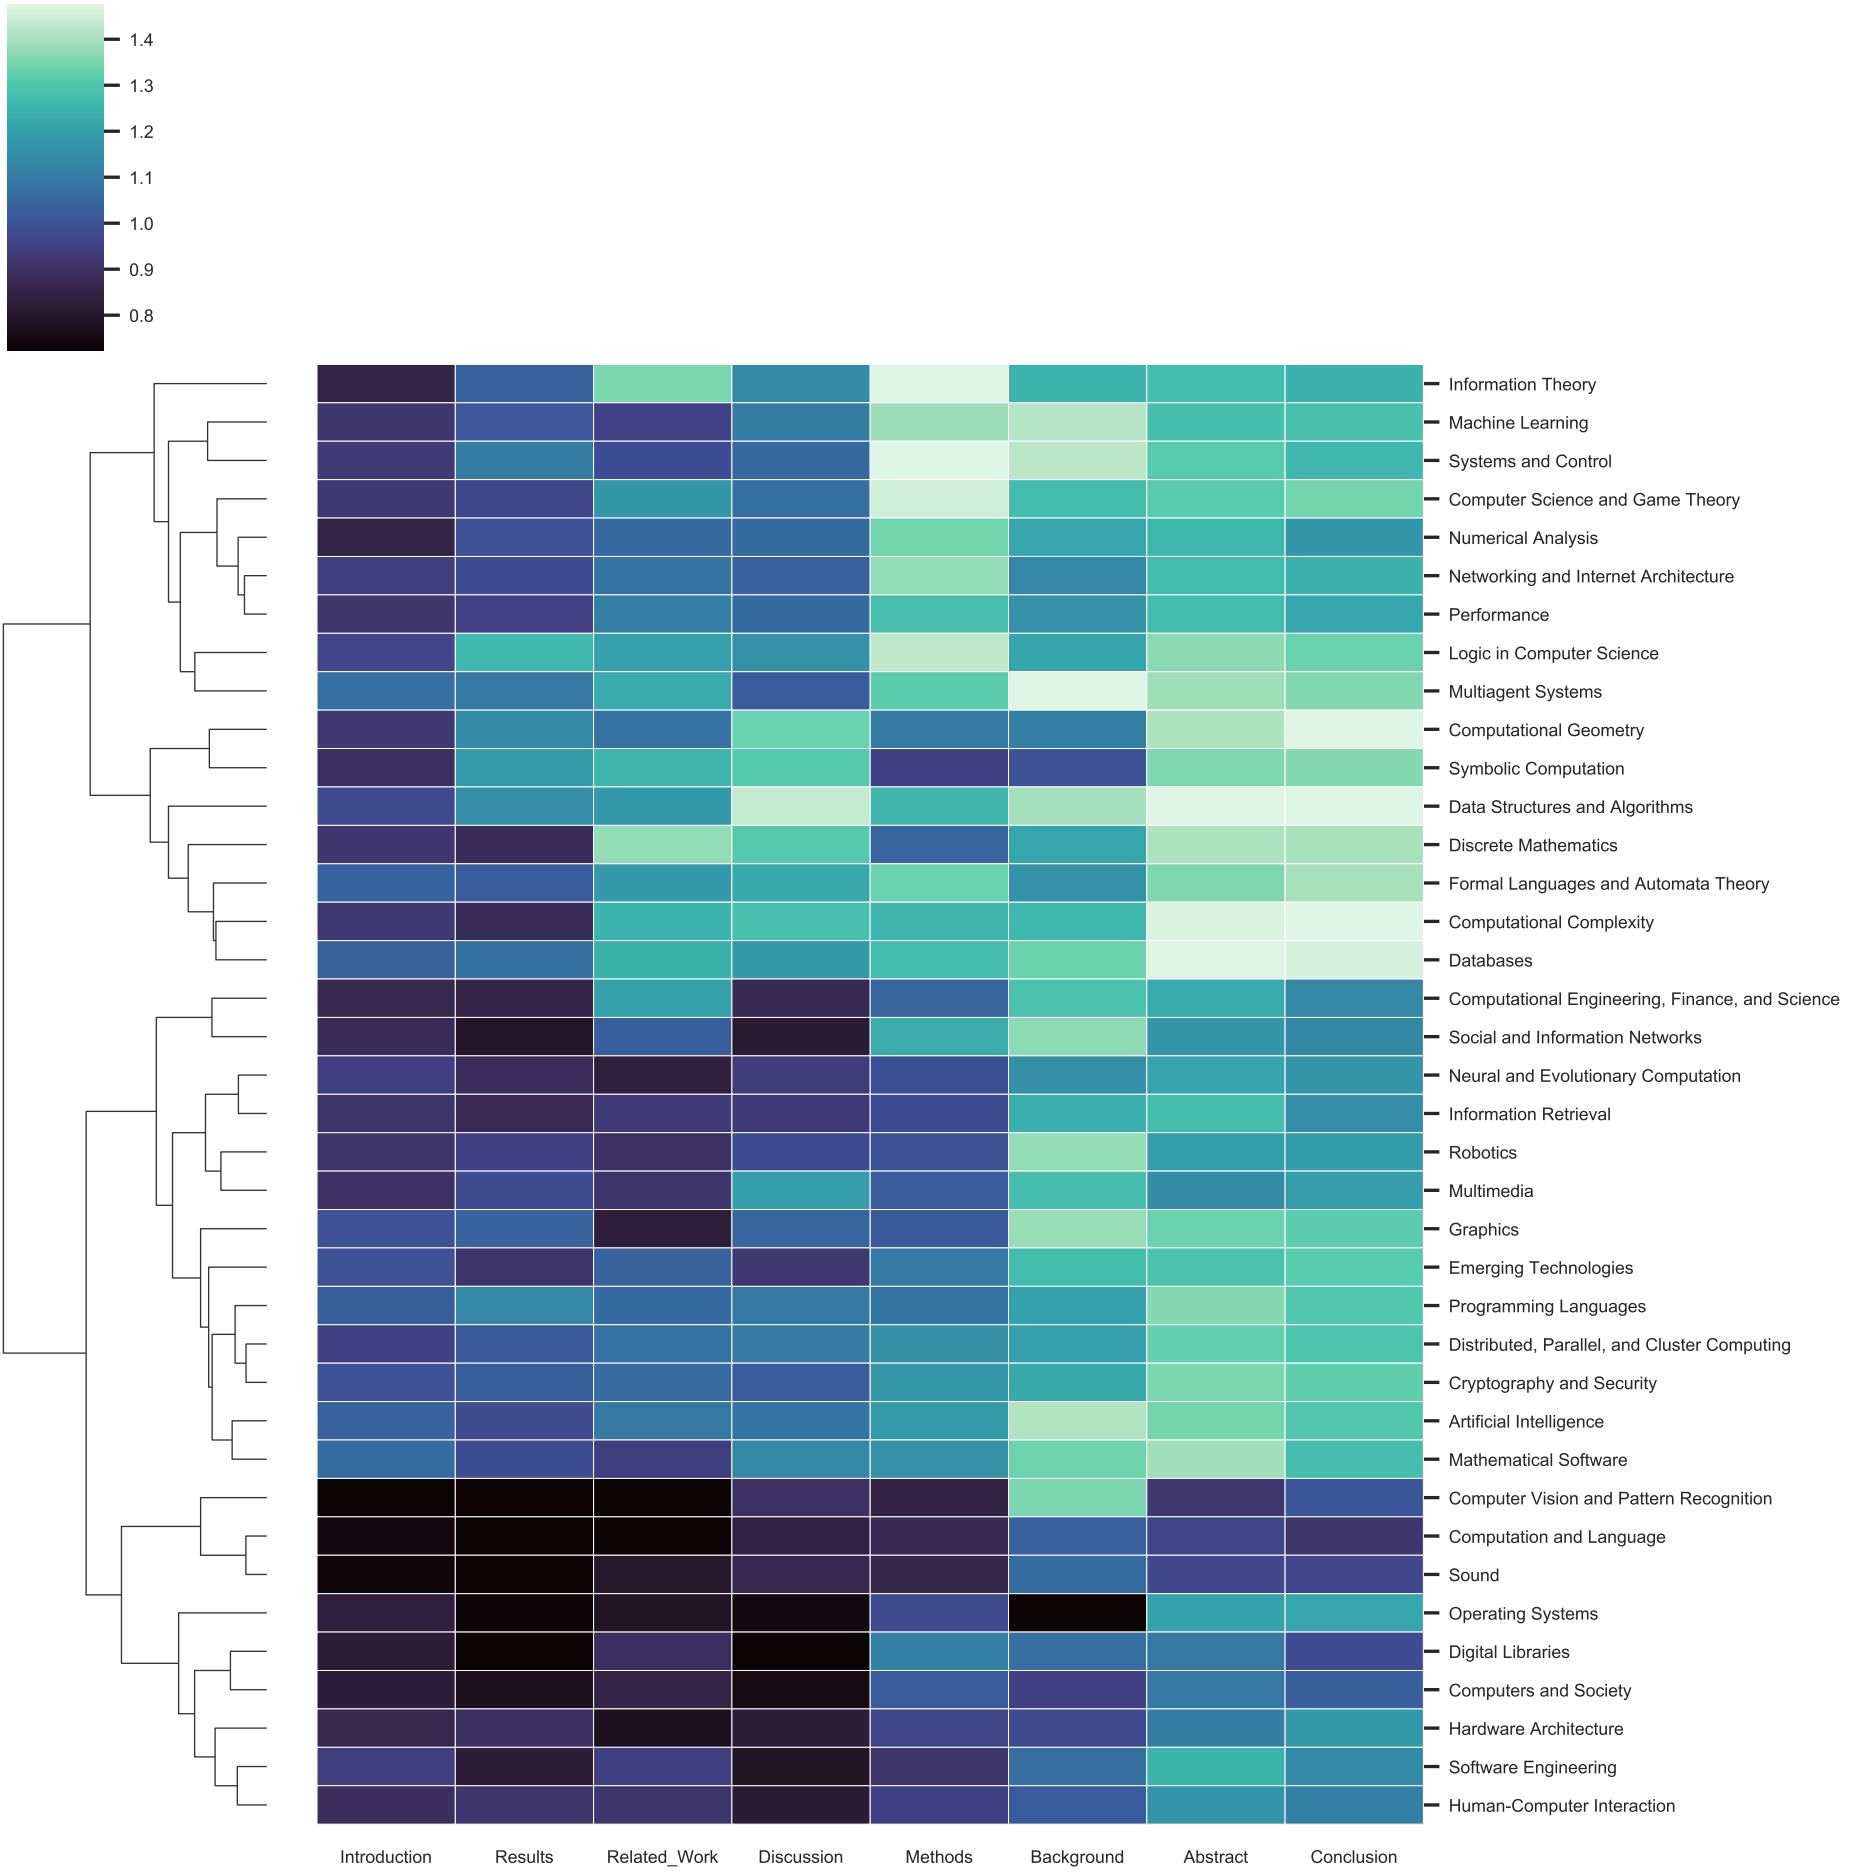 1.4
1.3
1.2
1.1
1.0
0.9
0.8
Information Theory
Machine Learning
Systems and Control
Computer Science and Game Theory
Numerical Analysis
Networking and Internet Architecture
Performance
Logic in Computer Science
Multiagent Systems
Computational Geometry
Symbolic Computation
Data Structures and Algorithms
Discrete Mathematics
Formal Languages and Automata Theory
Computational Complexity
Databases
Computational Engineering, Finance, and Science
Social and Information Networks
Neural and Evolutionary Computation
Information Retrieval
Robotics
Multimedia
Graphics
Emerging Technologies
Programming Languages
Distributed, Parallel, and Cluster Computing
Cryptography and Security
Artificial Intelligence
Mathematical Software
Computer Vision and Pattern Recognition
Computation and Language
Sound
Operating Systems
Digital Libraries
Computers and Society
Hardware Architecture
Software Engineering
Human-Computer Interaction
Introduction Results Related_Work Discussion Methods Background Abstract Conclusion